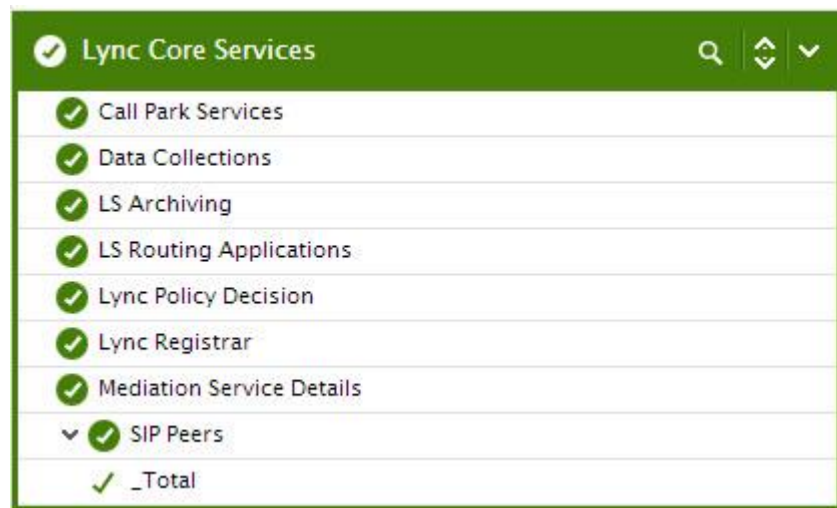 Lync Core Services
Call Park Services
Data Collections
LS Archiving
LS Routing Applications
Lync Policy Decision
Lync Registrar
Mediation Service Details
SIP Peers
_Total